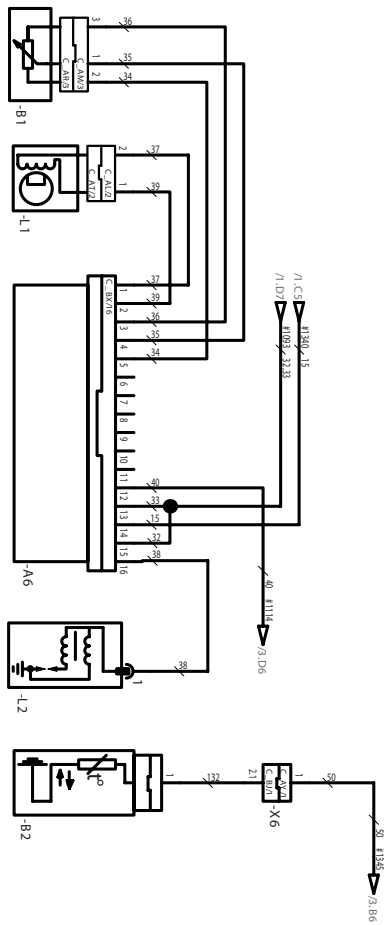 -B1
C_AR/3
C_AM/3
3
36
1
35
2
34
-L1
C_AT/2
C_AL/2
2
37
1
39
-A6
C_BX/16
1
37
2
39
3
36
4
35
5
34
6
7
8
9
10
11
40
12
33
13
15
14
32
15
38
16
/1.D7
#1093
32,33
/1.C5
#1340
15
40
#1114
/3.D6
-L2
1
38
-B2
t°
1
132
2.1
C_BJ/1
C_AY/1
1
-X6
50
50
#1345
/3.B6